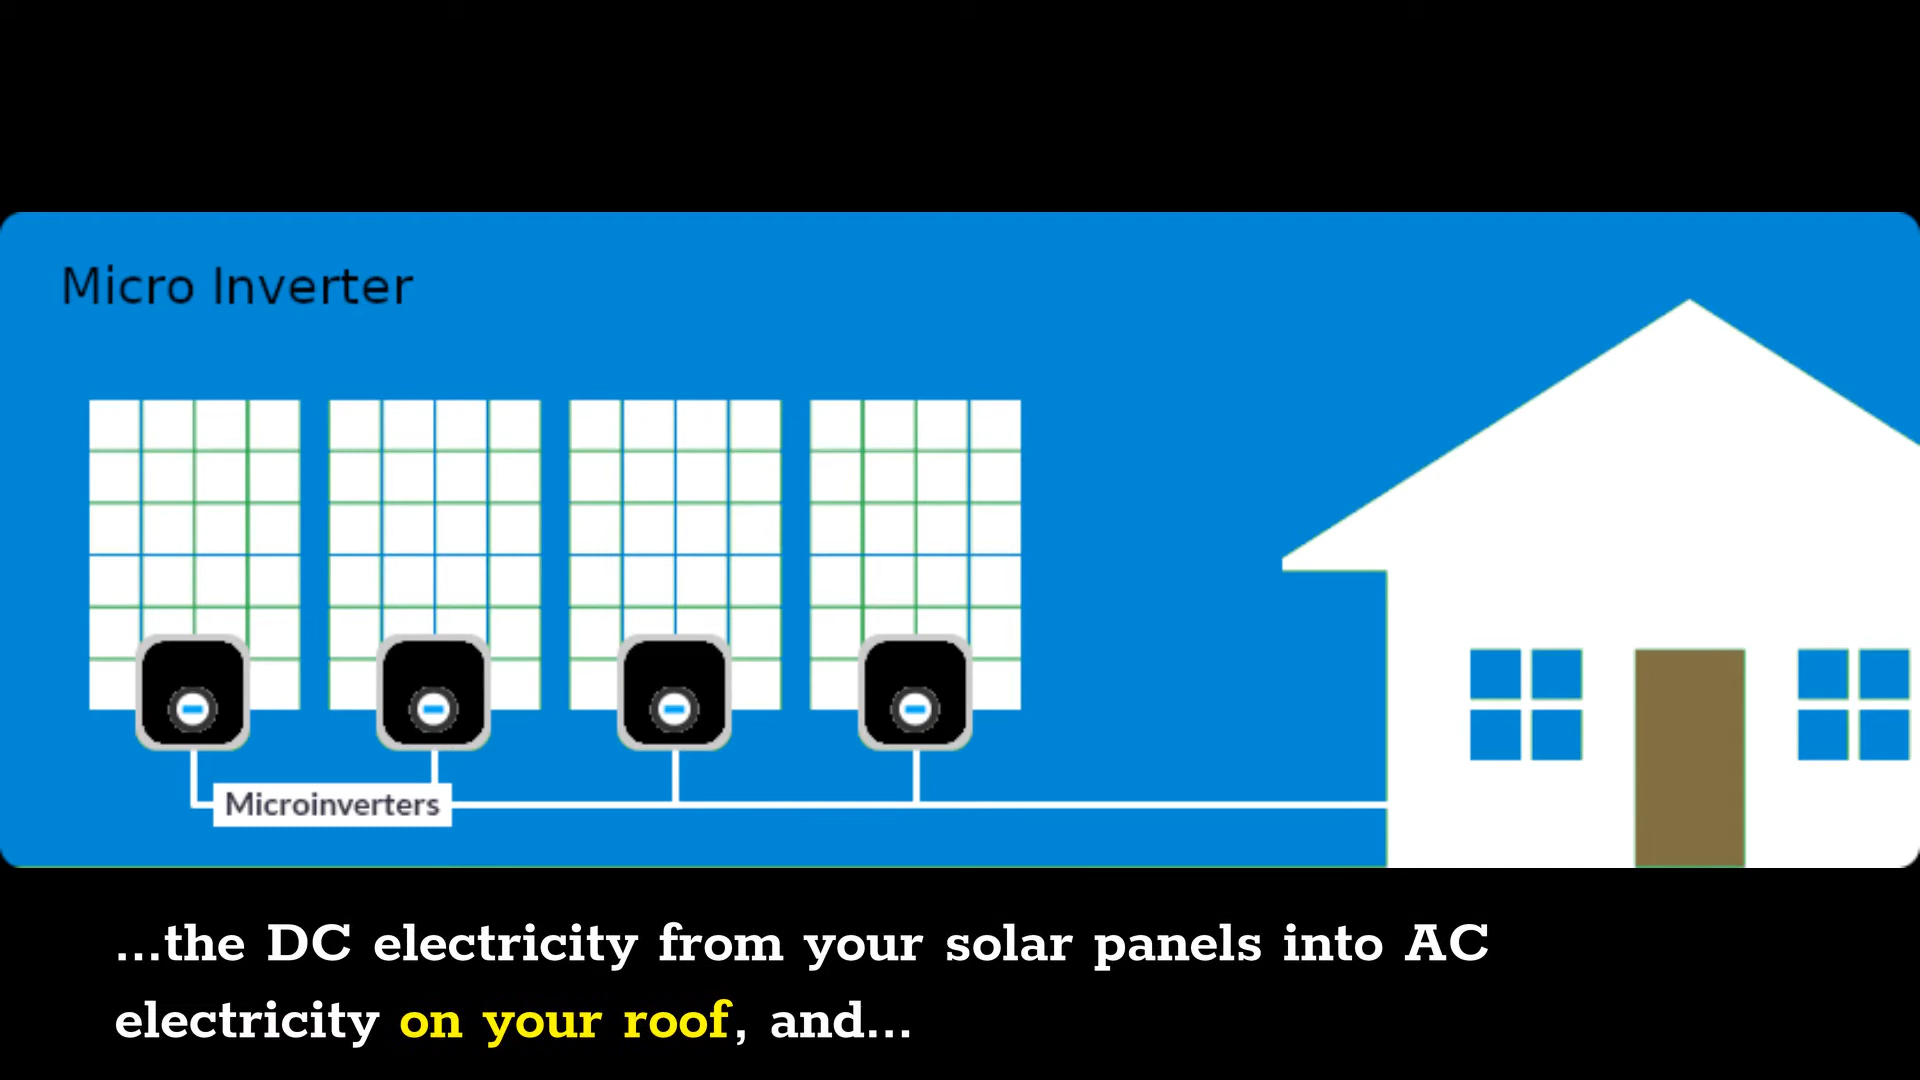 Micro Inverter
Microinverters
...the DC electricity from your solar panels into AC
electricity on your roof, and...